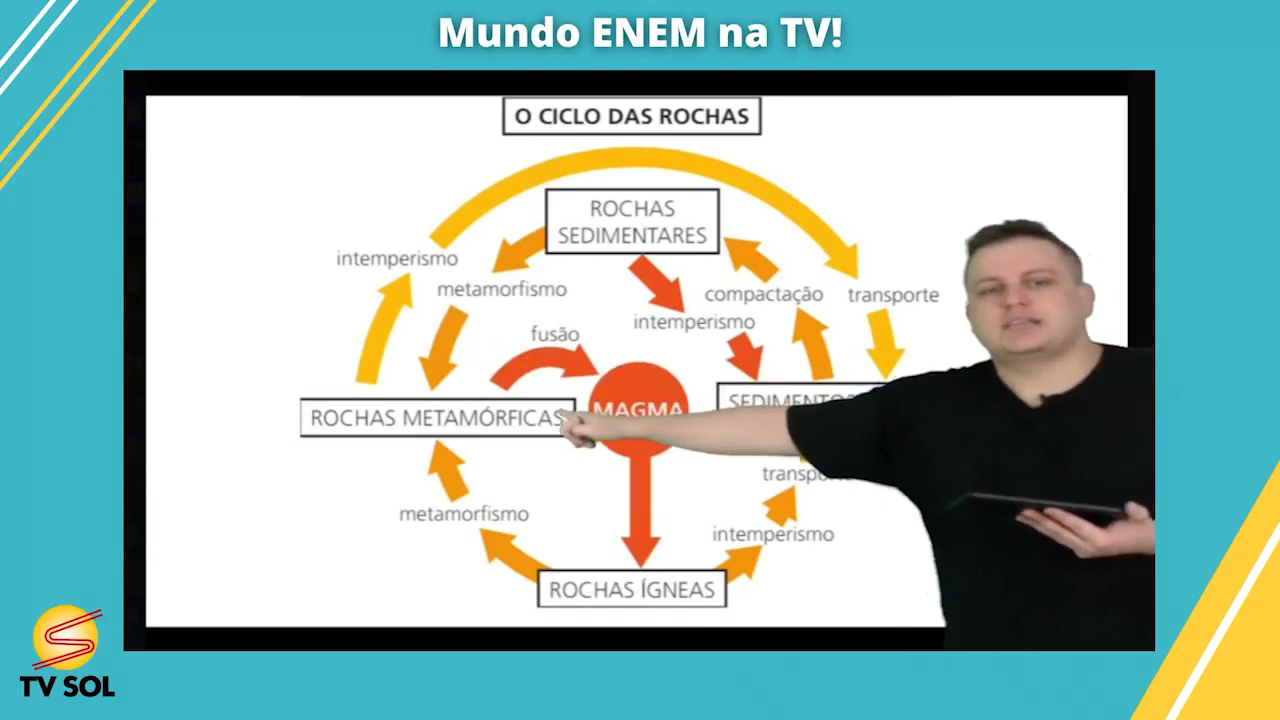 Mundo ENEM na TV!
O CICLO DAS ROCHAS
ROCHAS
SEDIMENTARES
intemperismo
metamorfismo
compactação
transporte
intemperismo
fusão
ROCHAS METAMÓRFICAS
MAGMA
metamorfismo
intemperismo
ROCHAS ÍGNEAS
TV SOL